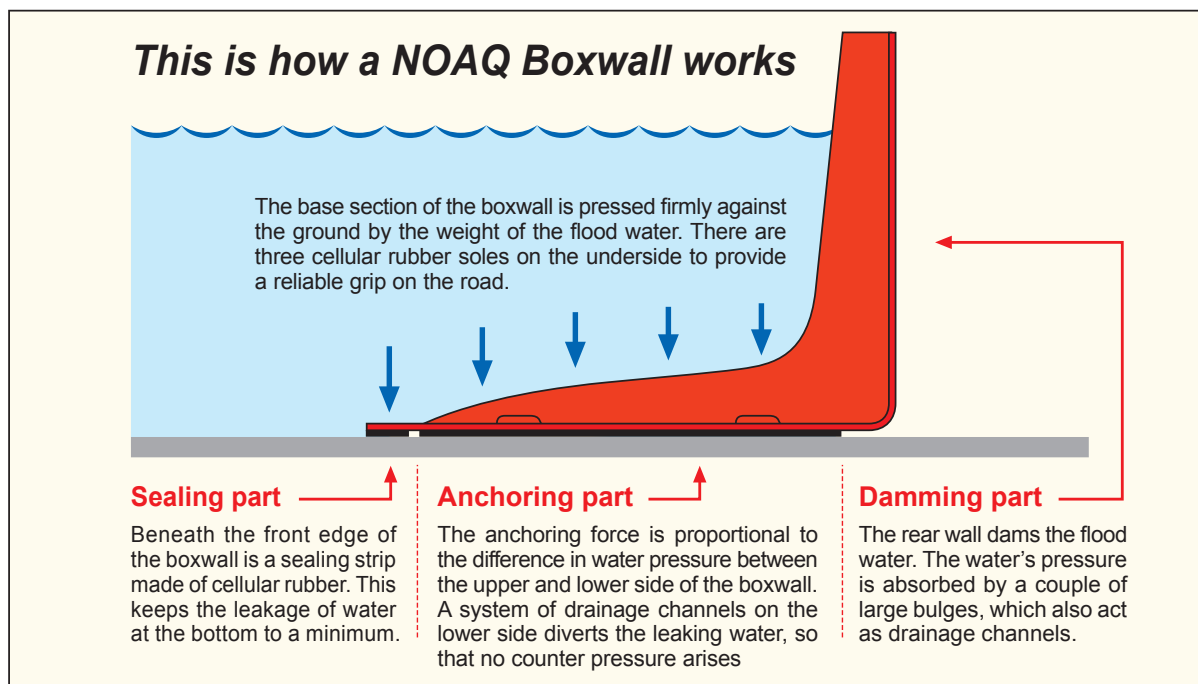 This is how a NOAQ Boxwall works
The base section of the boxwall is pressed firmly against
the ground by the weight of the flood water. There are
three cellular rubber soles on the underside to provide
a reliable grip on the road.
Sealing part
Beneath the front edge of
the boxwall is a sealing strip
made of cellular rubber. This
keeps the leakage of water
at the bottom to a minimum.
Anchoring part
The anchoring force is proportional to
the difference in water pressure between
the upper and lower side of the boxwall.
A system of drainage channels on the
lower side diverts the leaking water, so
that no counter pressure arises
Damming part
The rear wall dams the flood
water. The water's pressure
is absorbed by a couple of
large bulges, which also act
as drainage channels.